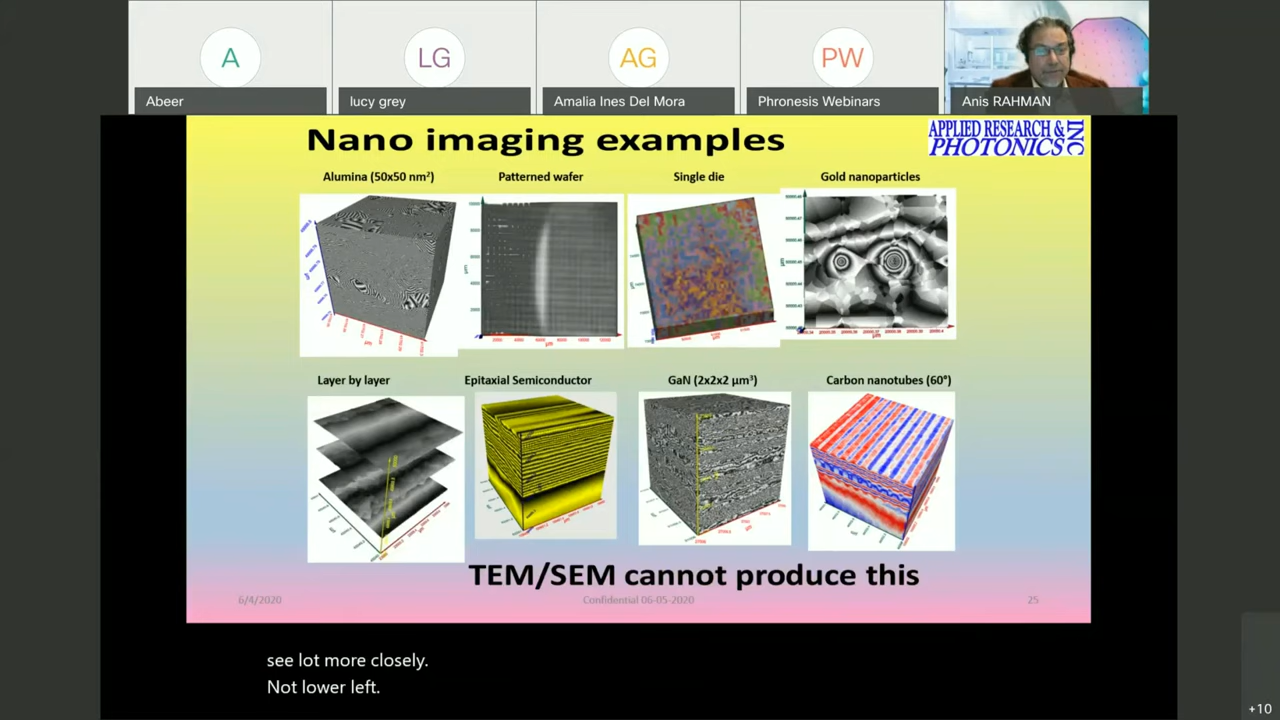 A
LG
AG
PW
Abeer
lucy grey
Amalia Ines Del Mora
Phronesis Webinars
Anis RAHMAN
Nano imaging examples
APPLIED RESEARCH &
PHOTONICS
INC
Alumina (50x50 nm²)
Patterned wafer
Single die
Gold nanoparticles
Layer by layer
Epitaxial Semiconductor
GaN (2x2x2 µm³)
Carbon nanotubes (60°)
TEM/SEM cannot produce this
6/4/2020
Confidential 06-05-2020
25
see lot more closely.
Not lower left.
+10